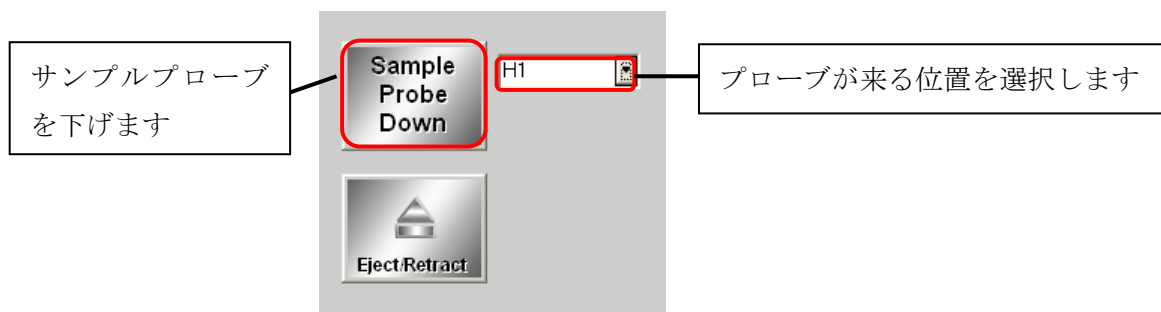 サンプルプローブ
を下げます
Sample
Probe
Down
H1
プローブが来る位置を選択します
Eject/Retract